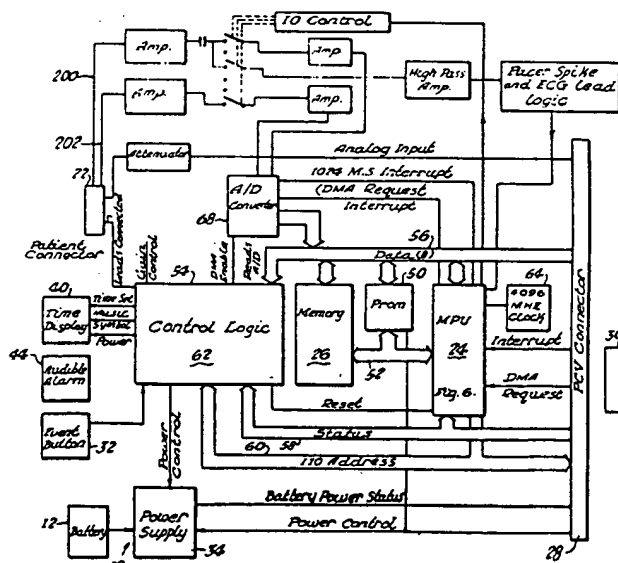 IO Control
Amp.
Amp.
High Pass
Amp.
Pacer Spike
and ECG Lead
Logic
200
Amp.
Amp.
202
Attenuator
Analog Input
72
A/D
Converter
1024 M.S Interrupt
(DMA Request
Interrupt
68
Patient
Connector
Leads Connected
Gain
Control
DMA
Enable
Reads
A/D
56
Data (8)
54
50
64
40
Time
Display
Time Set
Music
Symbol
Power
Control Logic
62
Memory
26
Prom
MPU
24
Fig. 6.
4096
MHZ
Clock
PCV Connector
Interrupt
44
Audible
Alarm
52
DMA
Request
Reset
Event
Button
32
Status
60
58
I/O Address
Power
Control
Battery Power Status
12
Battery
Power
Supply
34
Power Control
28